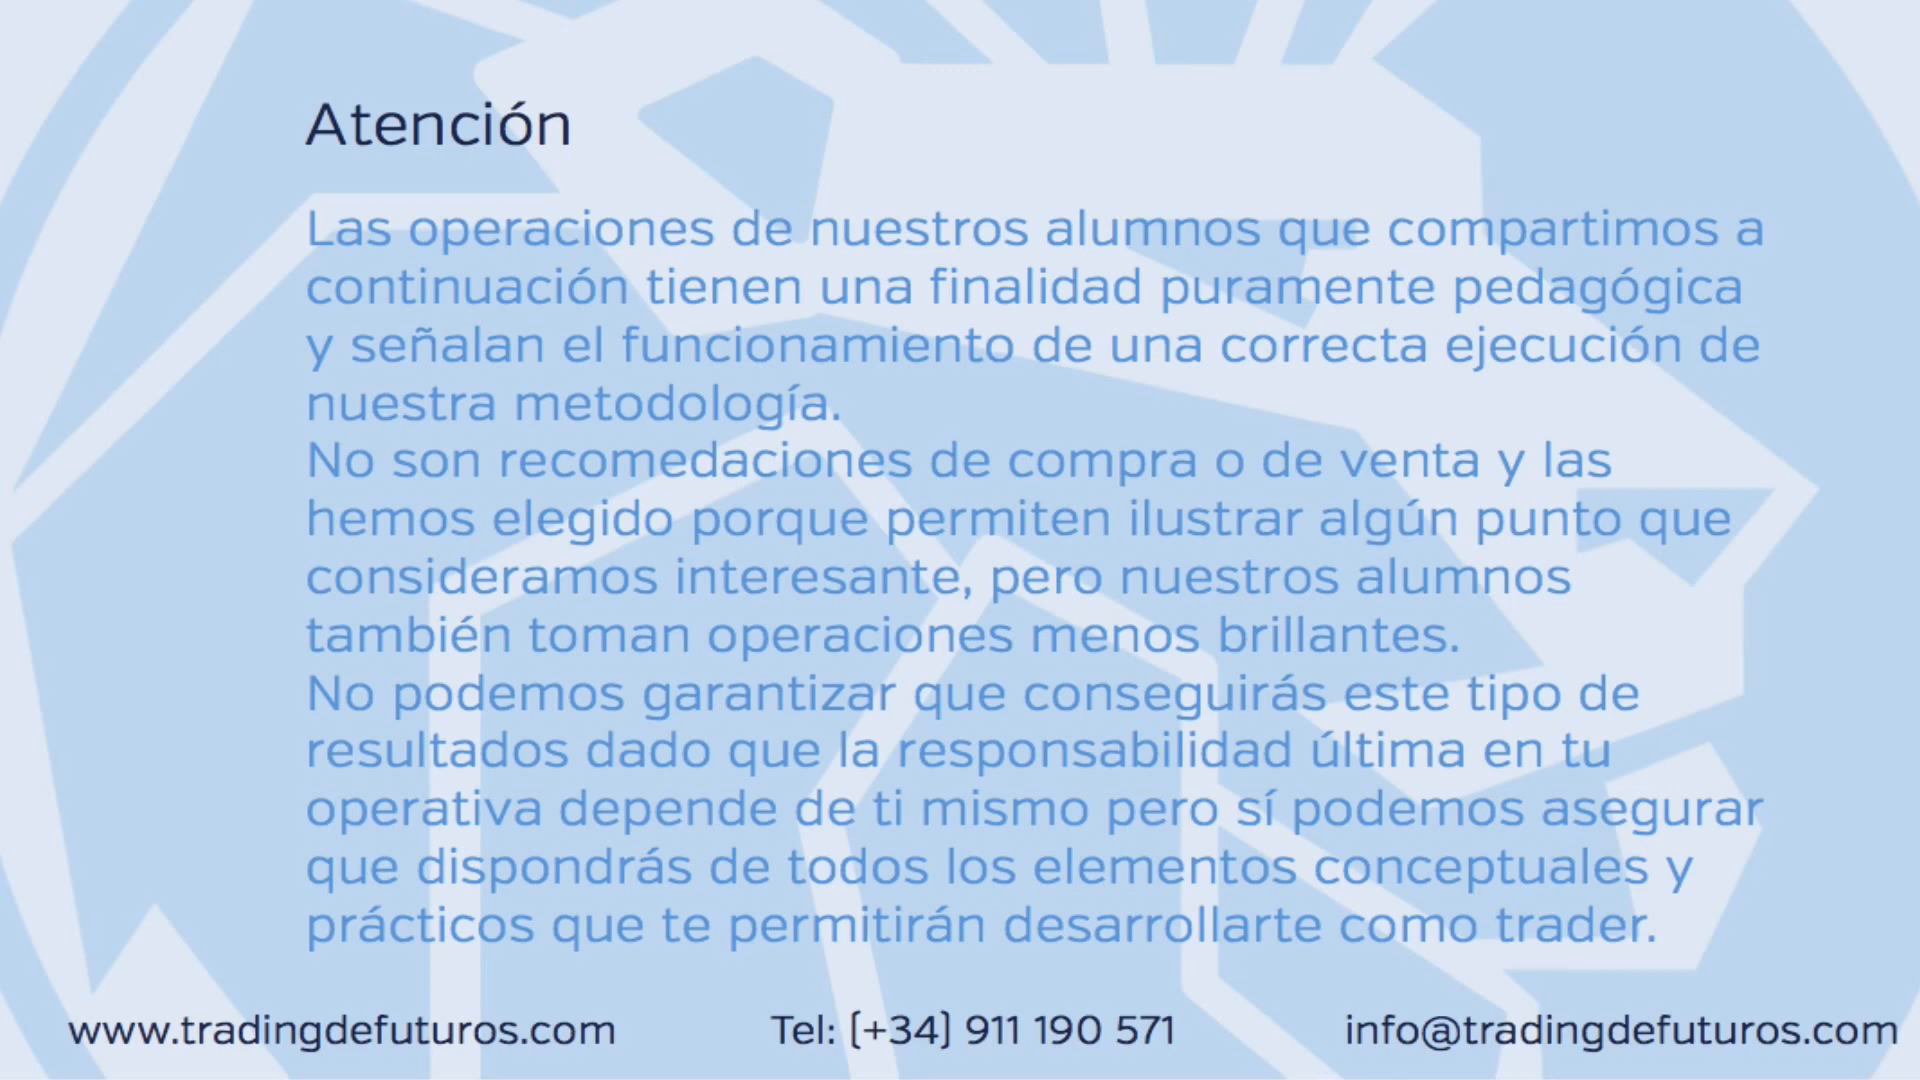 Atención
Las operaciones de nuestros alumnos que compartimos a
continuación tienen una finalidad puramente pedagógica
y señalan el funcionamiento de una correcta ejecución de
nuestra metodología.
No son recomedaciones de compra o de venta y las
hemos elegido porque permiten ilustrar algún punto que
consideramos interesante, pero nuestros alumnos
también toman operaciones menos brillantes.
No podemos garantizar que conseguirás este tipo de
resultados dado que la responsabilidad última en tu
operativa depende de ti mismo pero sí podemos asegurar
que dispondrás de todos los elementos conceptuales y
prácticos que te permitirán desarrollarte como trader.
www.tradingdefuturos.com Tel: (+34) 911 190 571 info@tradingdefuturos.com